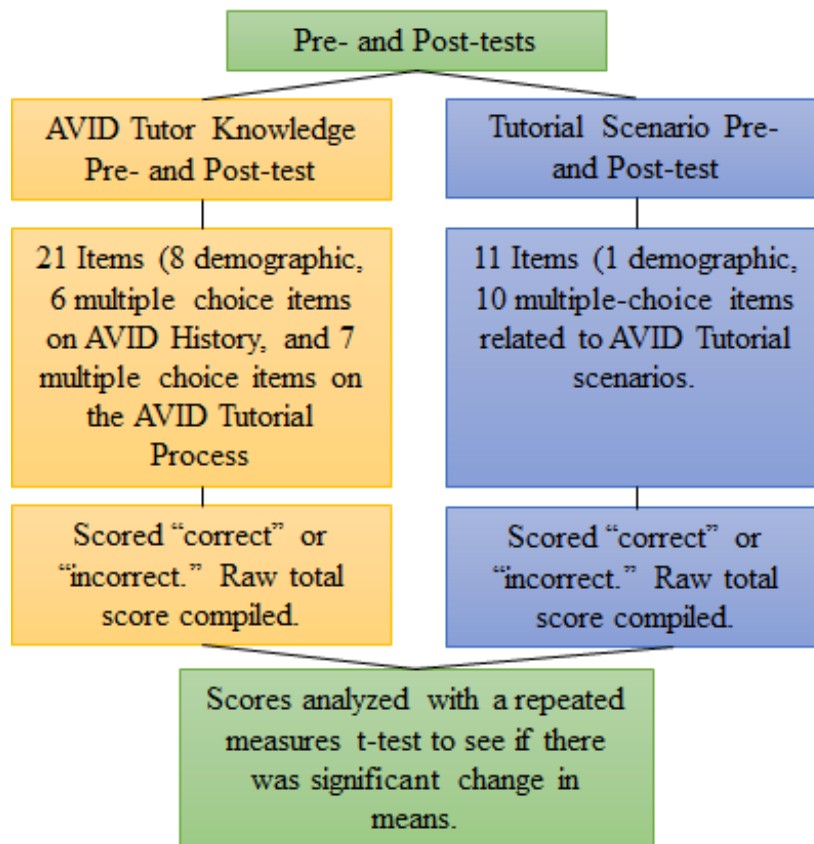 Pre- and Post-tests
AVID Tutor Knowledge
Pre- and Post-test
Tutorial Scenario Pre-
and Post-test
21 Items (8 demographic,
6 multiple choice items
on AVID History, and 7
multiple choice items on
the AVID Tutorial
Process
11 Items (1 demographic,
10 multiple-choice items
related to AVID Tutorial
scenarios.
Scored “correct” or
“incorrect.” Raw total
score compiled.
Scored “correct” or
“incorrect.” Raw total
score compiled.
Scores analyzed with a repeated
measures t-test to see if there
was significant change in
means.